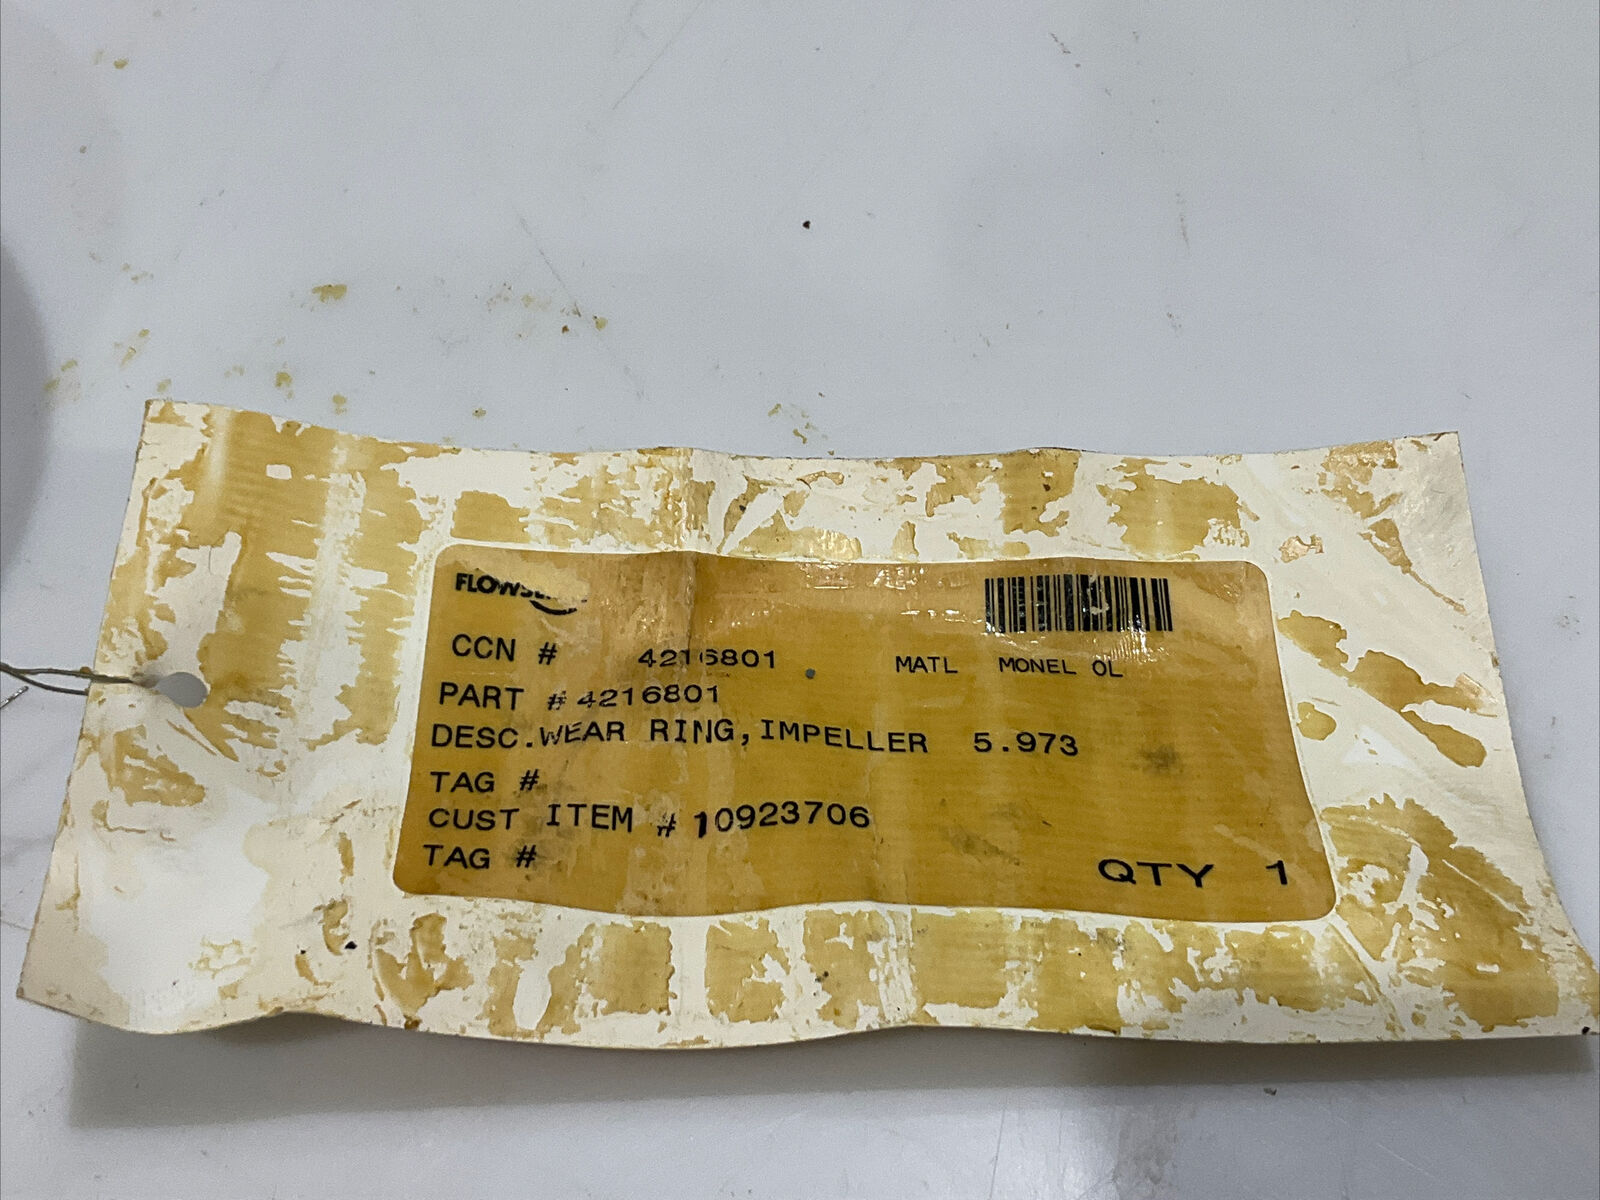 FLOWSERVE
CCN # 4216801 MATL MONEL OL
PART #4216801
DESC.WEAR RING,IMPELLER 5.973
TAG #
CUST ITEM #10923706
TAG #
QTY 1